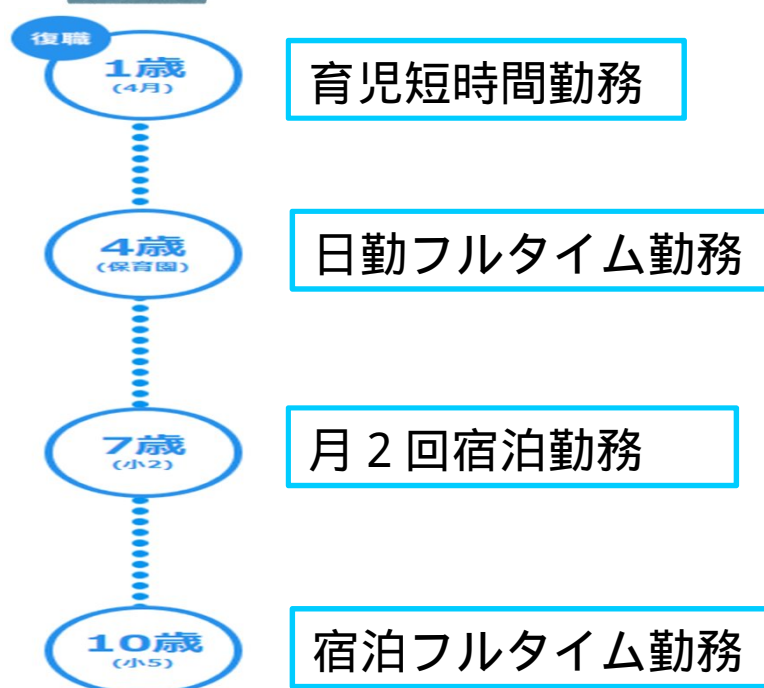 復職
1歳
(4月)
育児短時間勤務
4歳
(保育園)
日勤フルタイム勤務
7歳
(小2)
月２回宿泊勤務
10歳
(小5)
宿泊フルタイム勤務